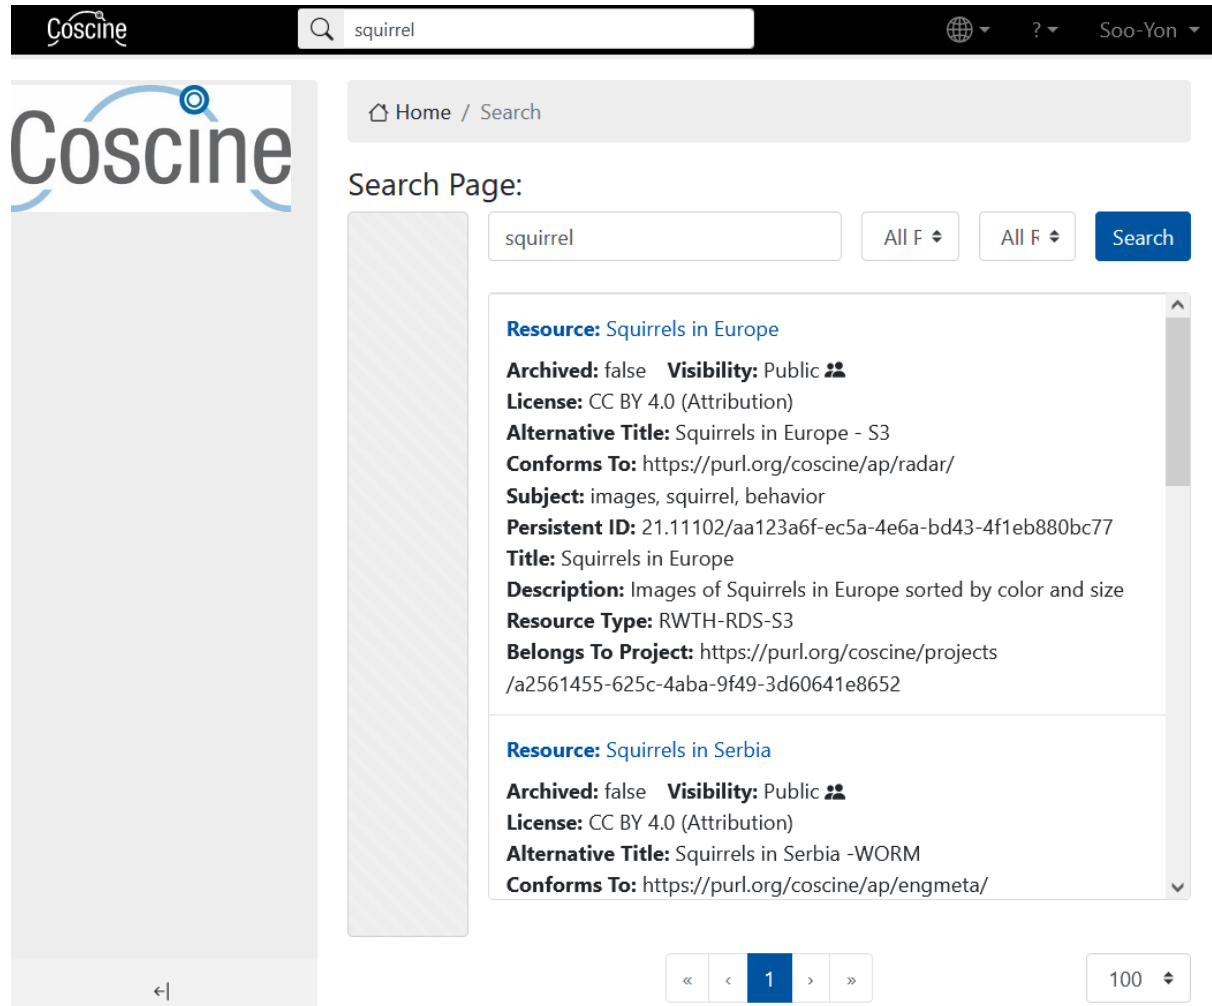 Coscine
squirrel
?
Soo-Yon
Coscine
Home / Search
Search Page:
squirrel
All
All
Search
Resource: Squirrels in Europe
Archived: false Visibility: Public
License: CC BY 4.0 (Attribution)
Alternative Title: Squirrels in Europe - S3
Conforms To: https://purl.org/coscine/ap/radar/
Subject: images, squirrel, behavior
Persistent ID: 21.11102/aa123a6f-ec5a-4e6a-bd43-4f1eb880bc77
Title: Squirrels in Europe
Description: Images of Squirrels in Europe sorted by color and size
Resource Type: RWTH-RDS-S3
Belongs To Project: https://purl.org/coscine/projects
/a2561455-625c-4aba-9f49-3d60641e8652
Resource: Squirrels in Serbia
Archived: false Visibility: Public
License: CC BY 4.0 (Attribution)
Alternative Title: Squirrels in Serbia -WORM
Conforms To: https://purl.org/coscine/ap/engmeta/
« ‹ 1 › »
100